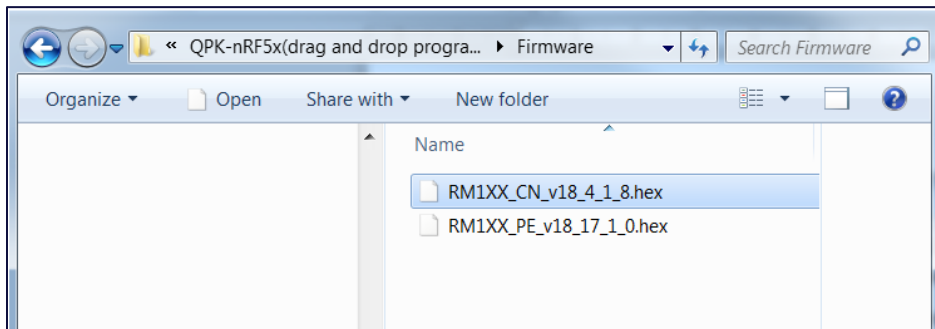 « QPK-nRF5x(drag and drop progra... Firmware Search Firmware
Organize Open Share with New folder
Name
RM1XX_CN_v18_4_1_8.hex
RM1XX_PE_v18_17_1_0.hex